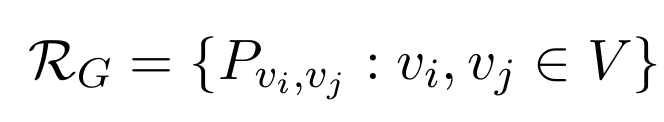 $\mathcal{R}_G = \{P_{v_i,v_j} : v_i, v_j \in V\}$